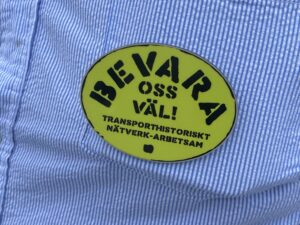 BEVARA
OSS
VÄL!
TRANSPORTHISTORISKT
NÄTVERK-ARBETSAM